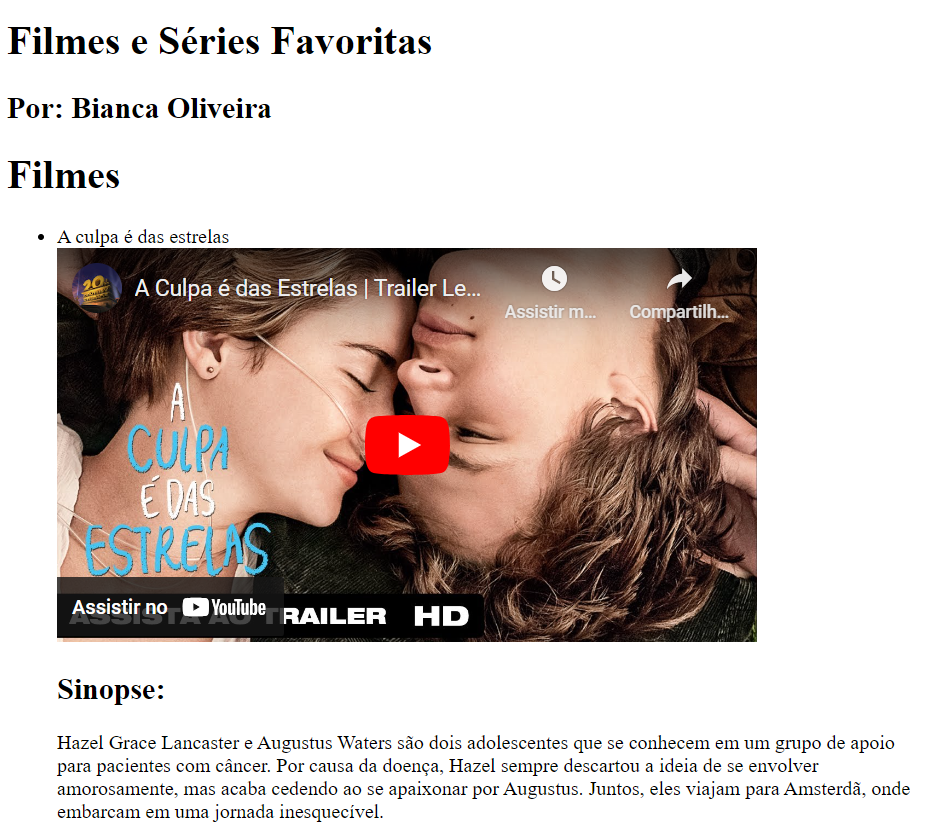 Filmes e Séries Favoritas
Por: Bianca Oliveira
Filmes
A culpa é das estrelas
A Culpa é das Estrelas | Trailer Le...
Assistir m...
Compartilh...
A
CULPA
É DAS
ESTRELAS
Assistir no YouTube
ASSISTA AO TRAILER HD
Sinopse:
Hazel Grace Lancaster e Augustus Waters são dois adolescentes que se conhecem em um grupo de apoio
para pacientes com câncer. Por causa da doença, Hazel sempre descartou a ideia de se envolver
amorosamente, mas acaba cedendo ao se apaixonar por Augustus. Juntos, eles viajam para Amsterdã, onde
embarcam em uma jornada inesquecível.